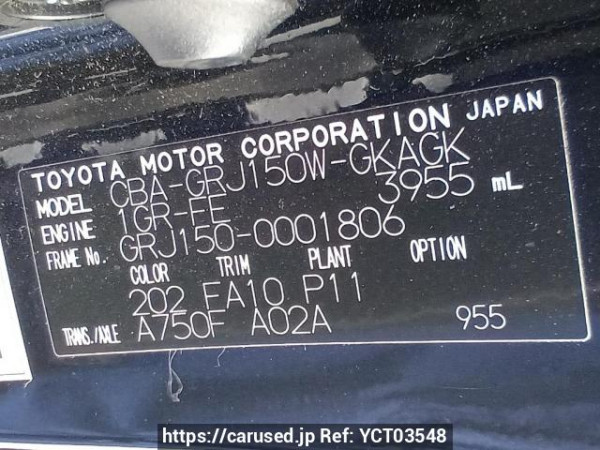 TOYOTA MOTOR CORPORATION JAPAN
MODEL CBA-GRJ150W-GKAGK
ENGINE 1GR-FE 3955 mL
FRAME No. GRJ150-0001806
COLOR TRIM PLANT OPTION
202 FA10 P11
TRANS./AXLE A750F A02A 955
https://carused.jp Ref: YCT03548